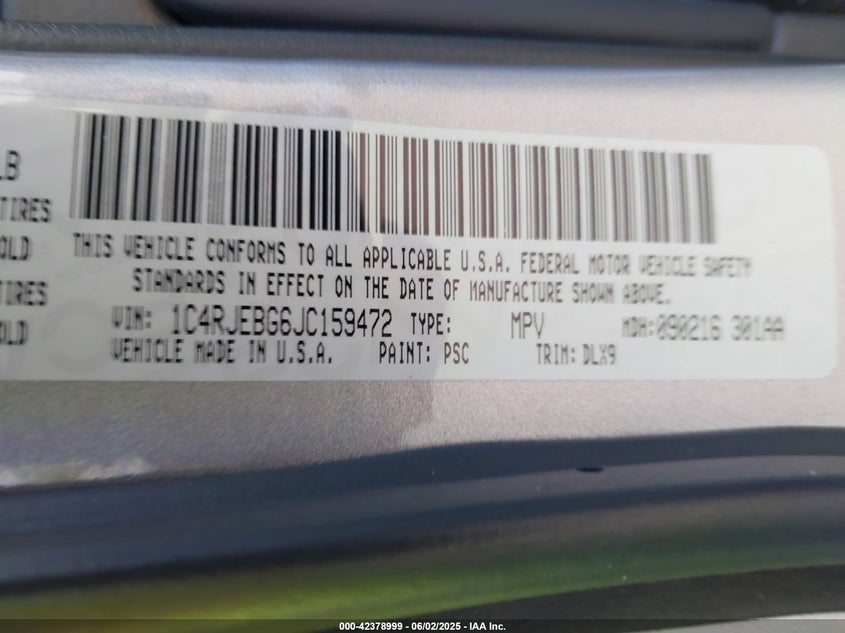 LB
TIRES
OLD
THIS VEHICLE CONFORMS TO ALL APPLICABLE U.S.A. FEDERAL MOTOR VEHICLE SAFETY
STANDARDS IN EFFECT ON THE DATE OF MANUFACTURE SHOWN ABOVE.
TIRES
VIN: 1C4RJEBG6JC159472 TYPE: MPV MDH:090216 301AA
OLD
VEHICLE MADE IN U.S.A. PAINT: PSC TRIM: DLX9
000-42378999 - 06/02/2025 - IAA Inc.